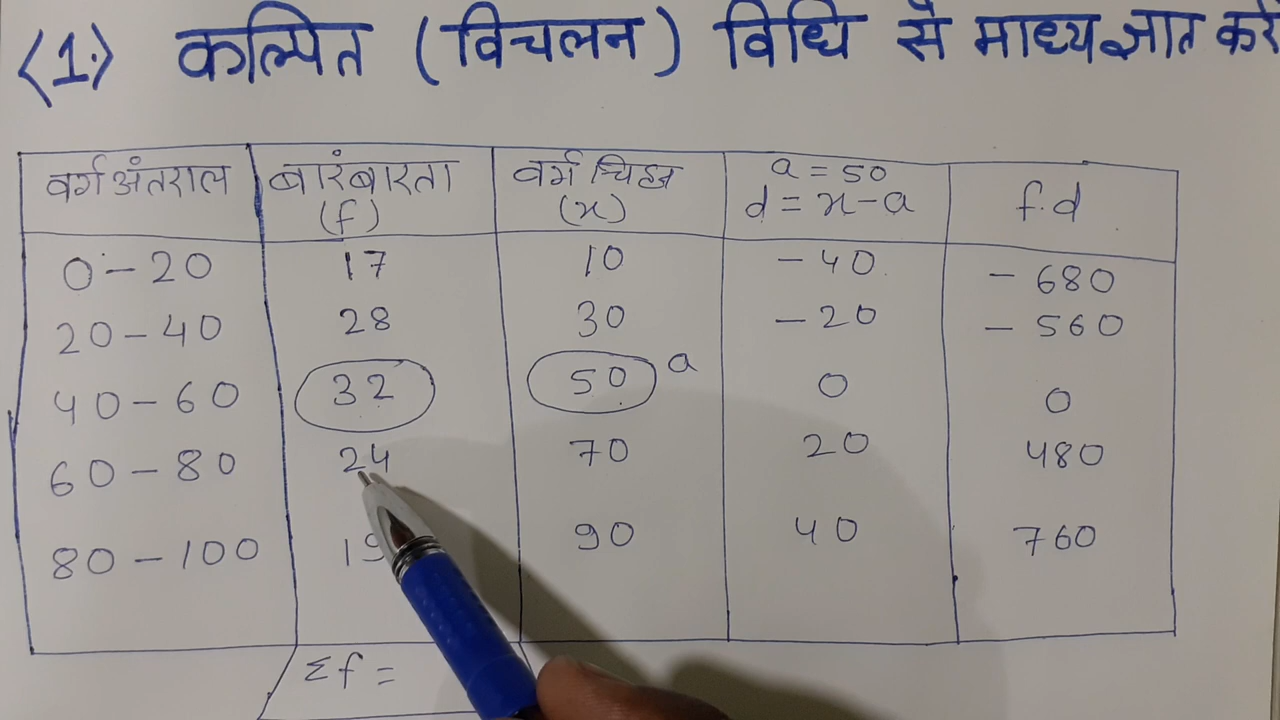 (1.) कल्पित (विचलन) विधि से माध्य ज्ञात करें
वर्ग अंतराल बारंबारता (f) वर्ग चिह्न (x) a = 50 d = x - a f.d
0 - 20 17 10 - 40 - 680
20 - 40 28 30 - 20 - 560
40 - 60 32 50 a 0 0
60 - 80 24 70 20 480
80 - 100 19 90 40 760
Σf =